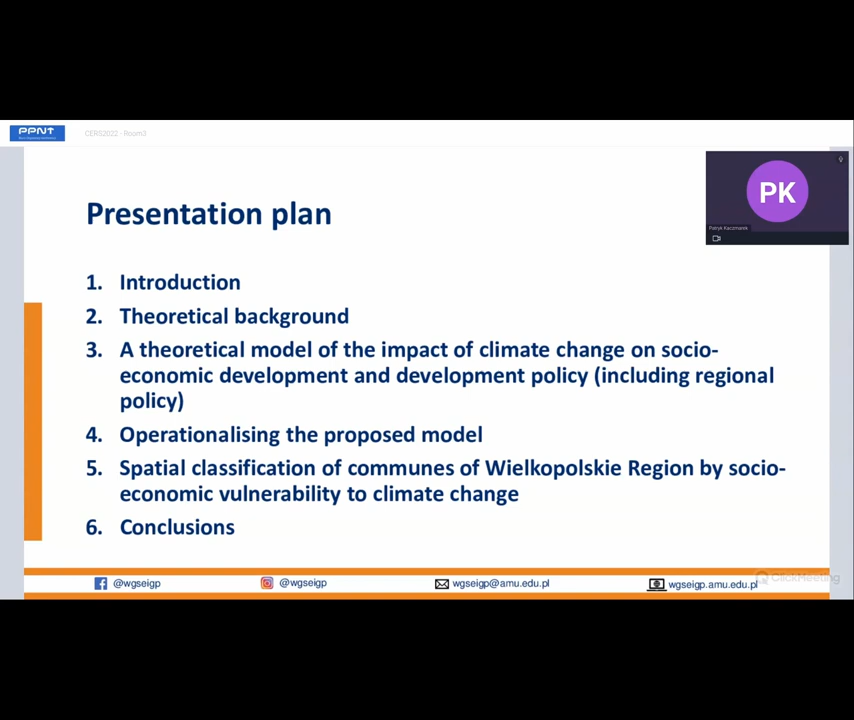 PPNT
CERS2022 - Room3
Presentation plan
PK
Patryk Kaczmarek
1. Introduction
2. Theoretical background
3. A theoretical model of the impact of climate change on socio-
economic development and development policy (including regional
policy)
4. Operationalising the proposed model
5. Spatial classification of communes of Wielkopolskie Region by socio-
economic vulnerability to climate change
6. Conclusions
@wgseigp
@wgseigp
wgseigp@amu.edu.pl
wgseigp.amu.edu.pl
ClickMeeting